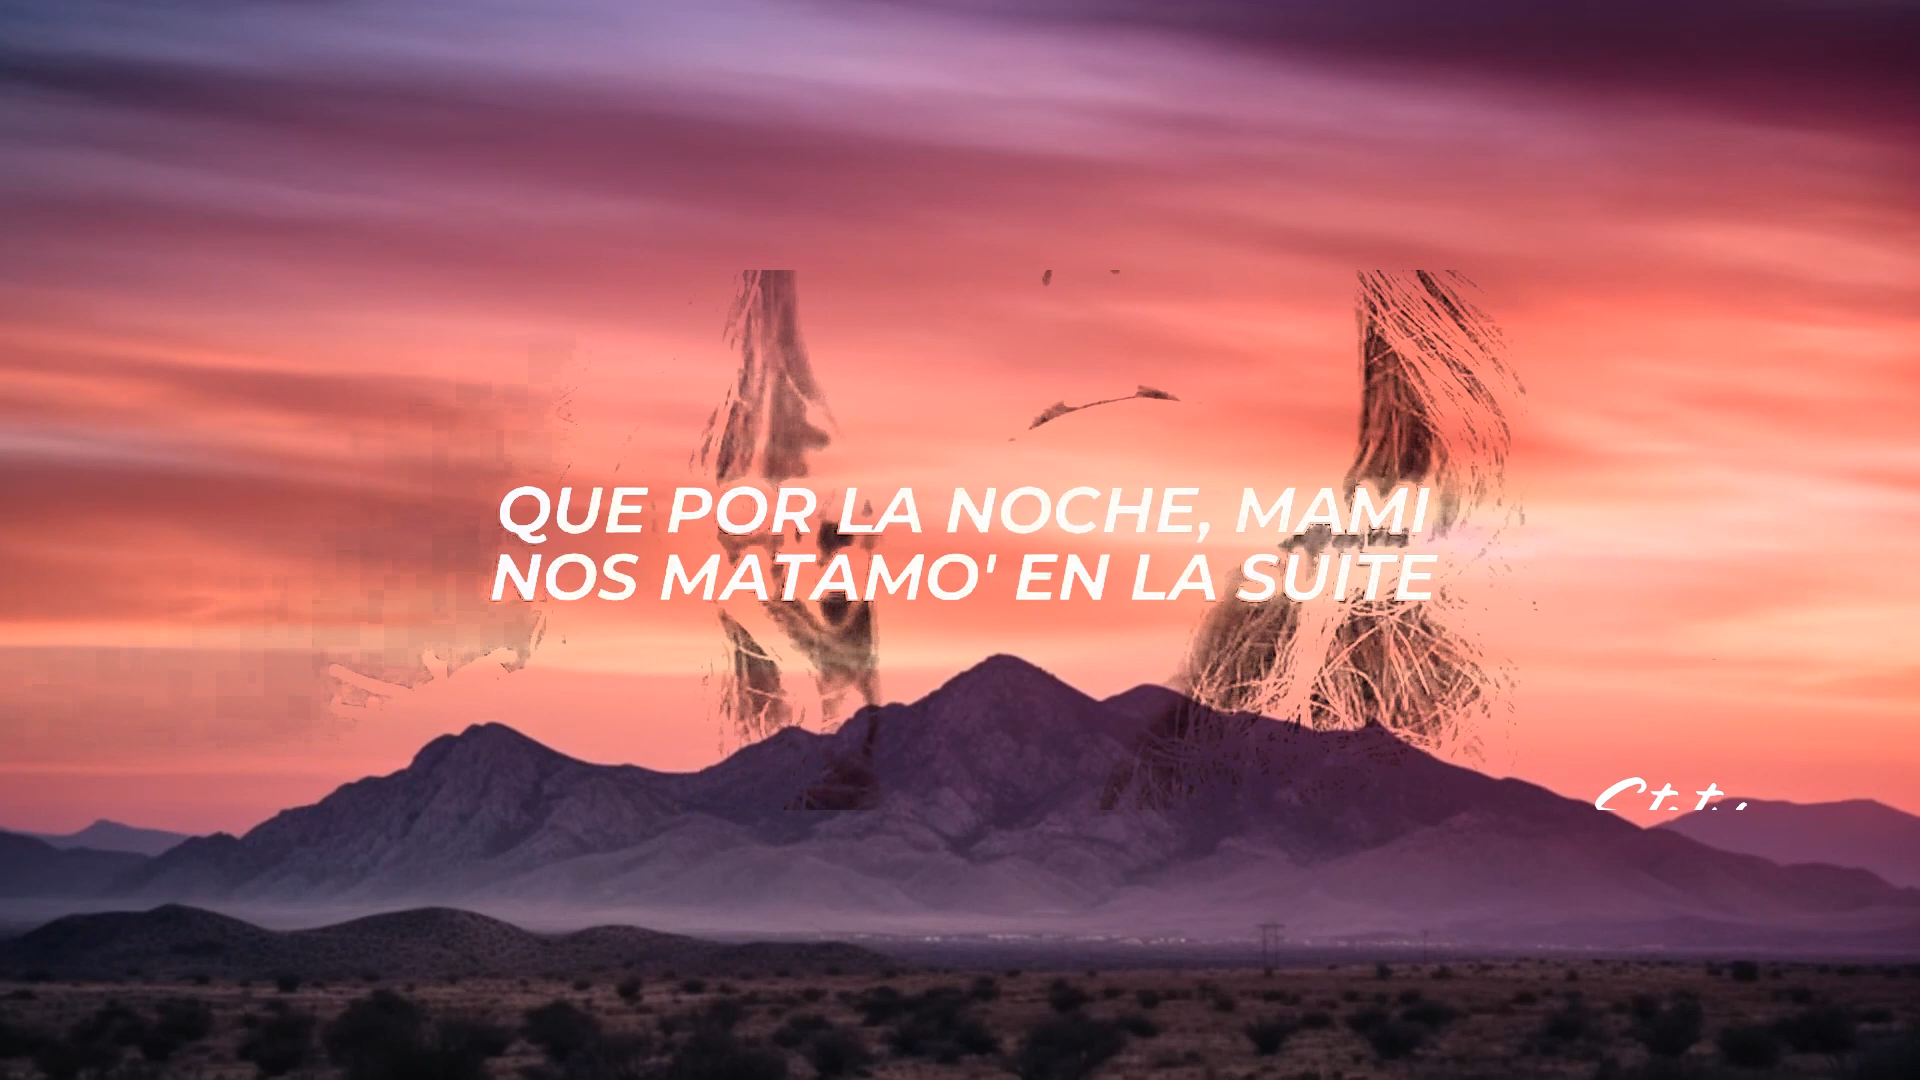 QUE POR LA NOCHE, MAMI
NOS MATAMO' EN LA SUITE